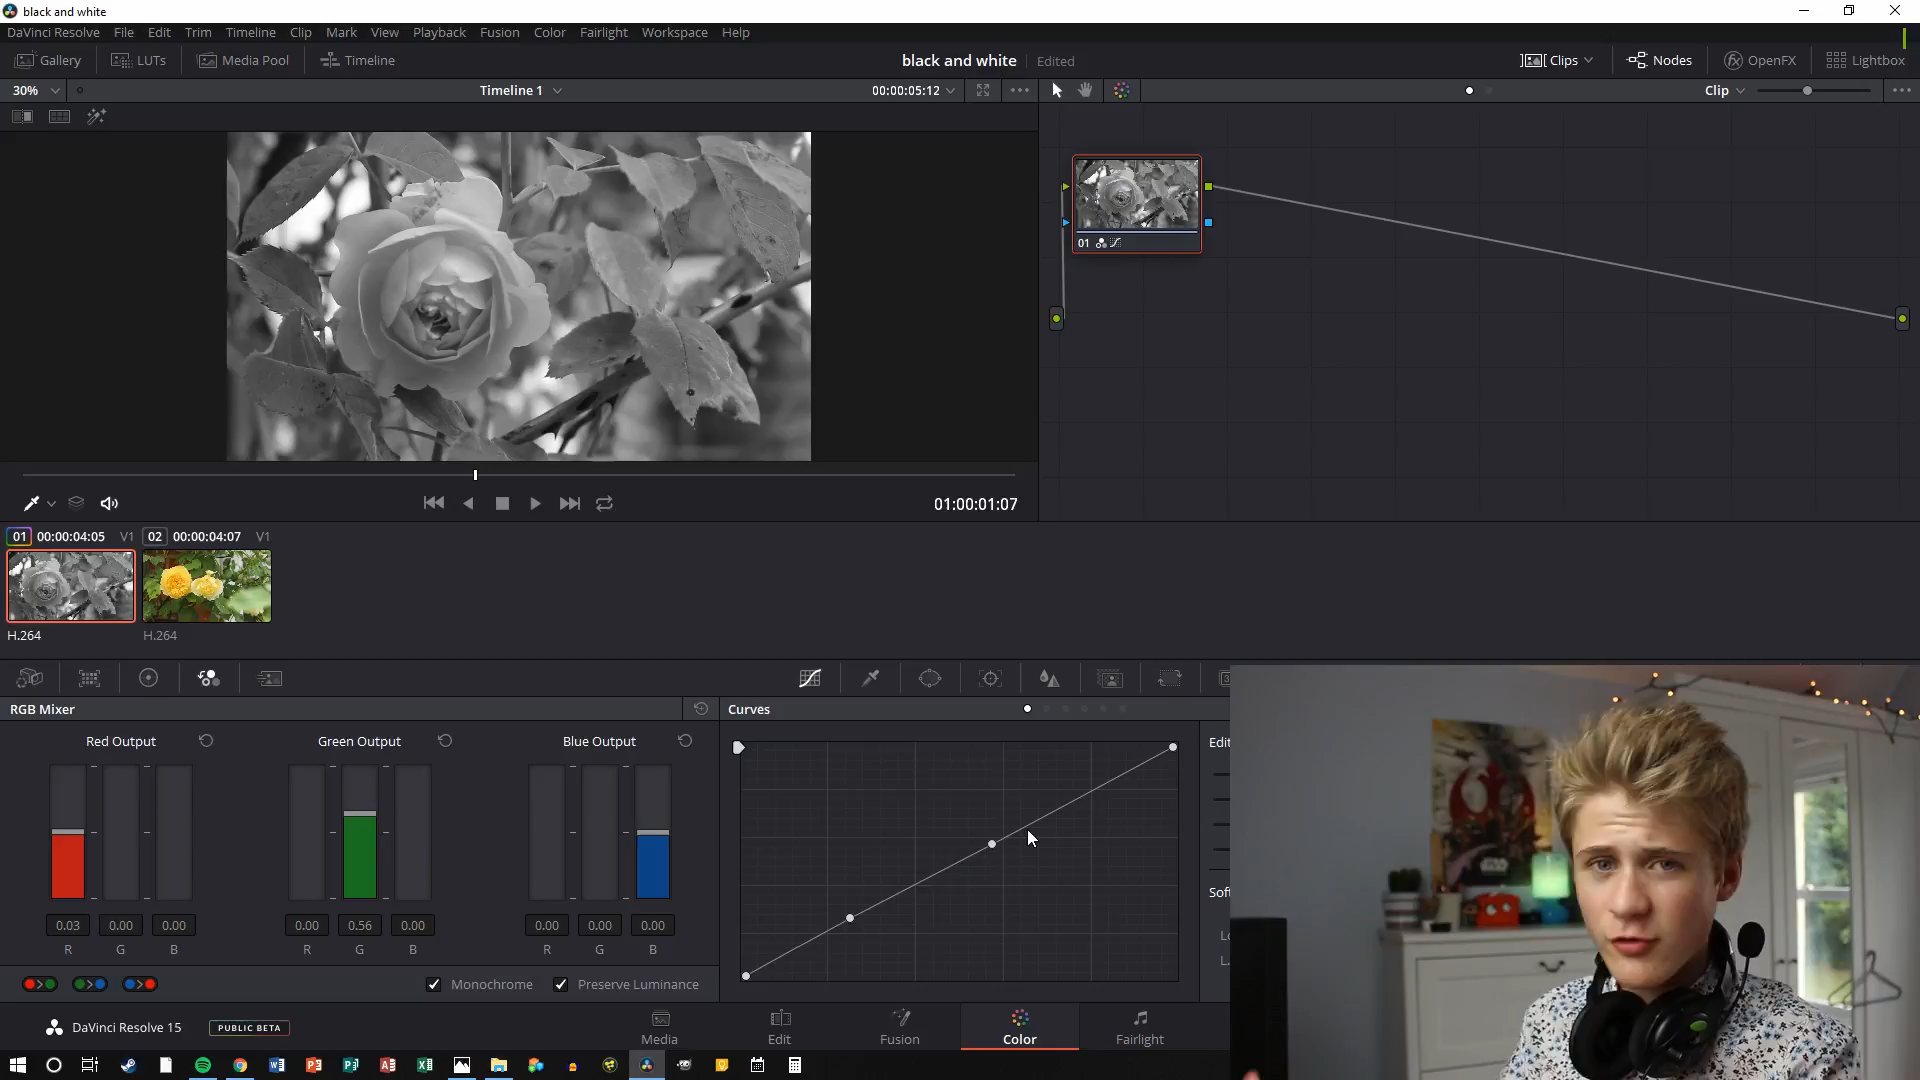 black and white
DaVinci Resolve File Edit Trim Timeline Clip Mark View Playback Fusion Color Fairlight Workspace Help
Gallery LUTs Media Pool Timeline black and white Edited Clips Nodes OpenFX Lightbox
30% Timeline 1 00:00:05:12 Clip
01
01:00:01:07
01 00:00:04:05 V1 02 00:00:04:07 V1
H.264 H.264
RGB Mixer Curves
Red Output Green Output Blue Output Edit
0.03 0.00 0.00 0.00 0.56 0.00 0.00 0.00 0.00
R G B R G B R G B
Monochrome Preserve Luminance
DaVinci Resolve 15 PUBLIC BETA
Media Edit Fusion Color Fairlight